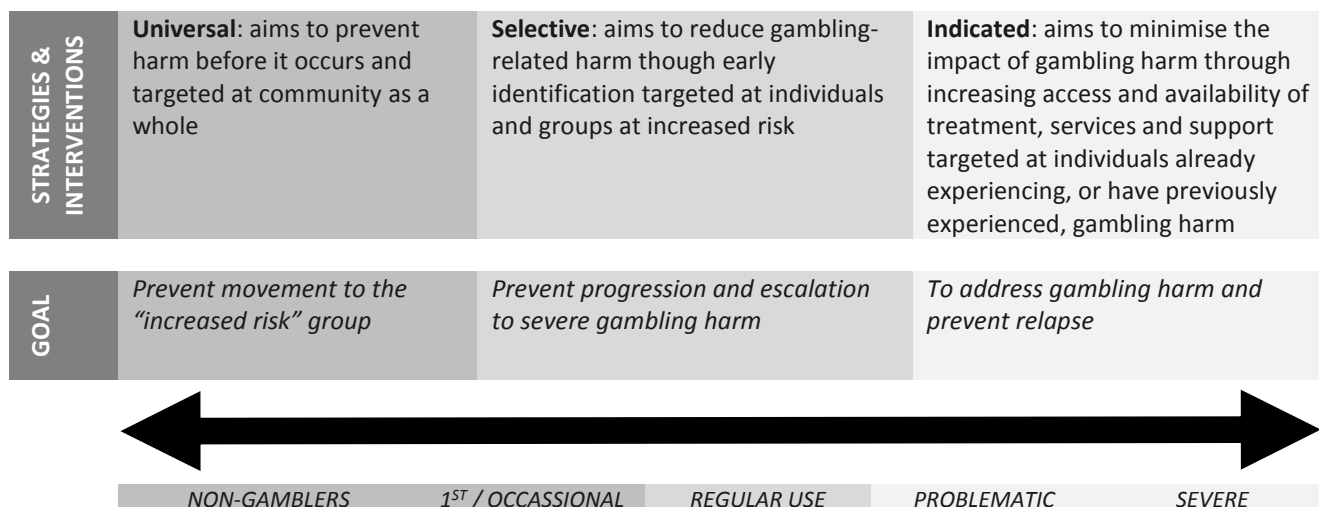 STRATEGIES &
INTERVENTIONS
Universal: aims to prevent
harm before it occurs and
targeted at community as a
whole
Selective: aims to reduce gambling-
related harm though early
identification targeted at individuals
and groups at increased risk
Indicated: aims to minimise the
impact of gambling harm through
increasing access and availability of
treatment, services and support
targeted at individuals already
experiencing, or have previously
experienced, gambling harm
GOAL
Prevent movement to the
“increased risk” group
Prevent progression and escalation
to severe gambling harm
To address gambling harm and
prevent relapse
NON-GAMBLERS
1ST / OCCASSIONAL
REGULAR USE
PROBLEMATIC
SEVERE